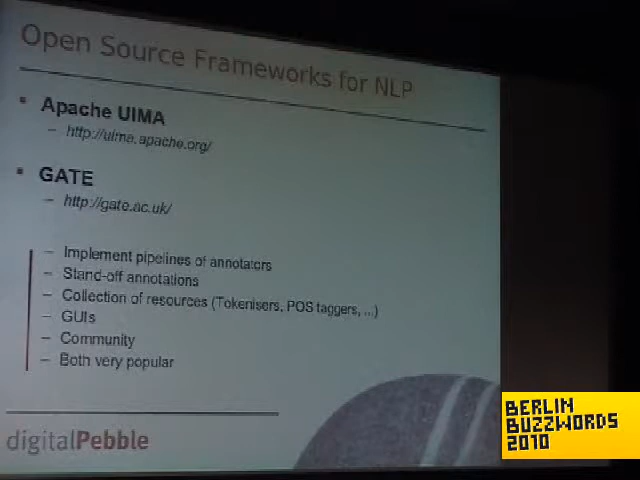 Open Source Frameworks for NLP
▪ Apache UIMA
– http://uima.apache.org/
▪ GATE
– http://gate.ac.uk/
– Implement pipelines of annotators
– Stand-off annotations
– Collection of resources (Tokenisers, POS taggers, ...)
– GUIs
– Community
– Both very popular
digitalPebble
BERLIN
BUZZWORDS
2010